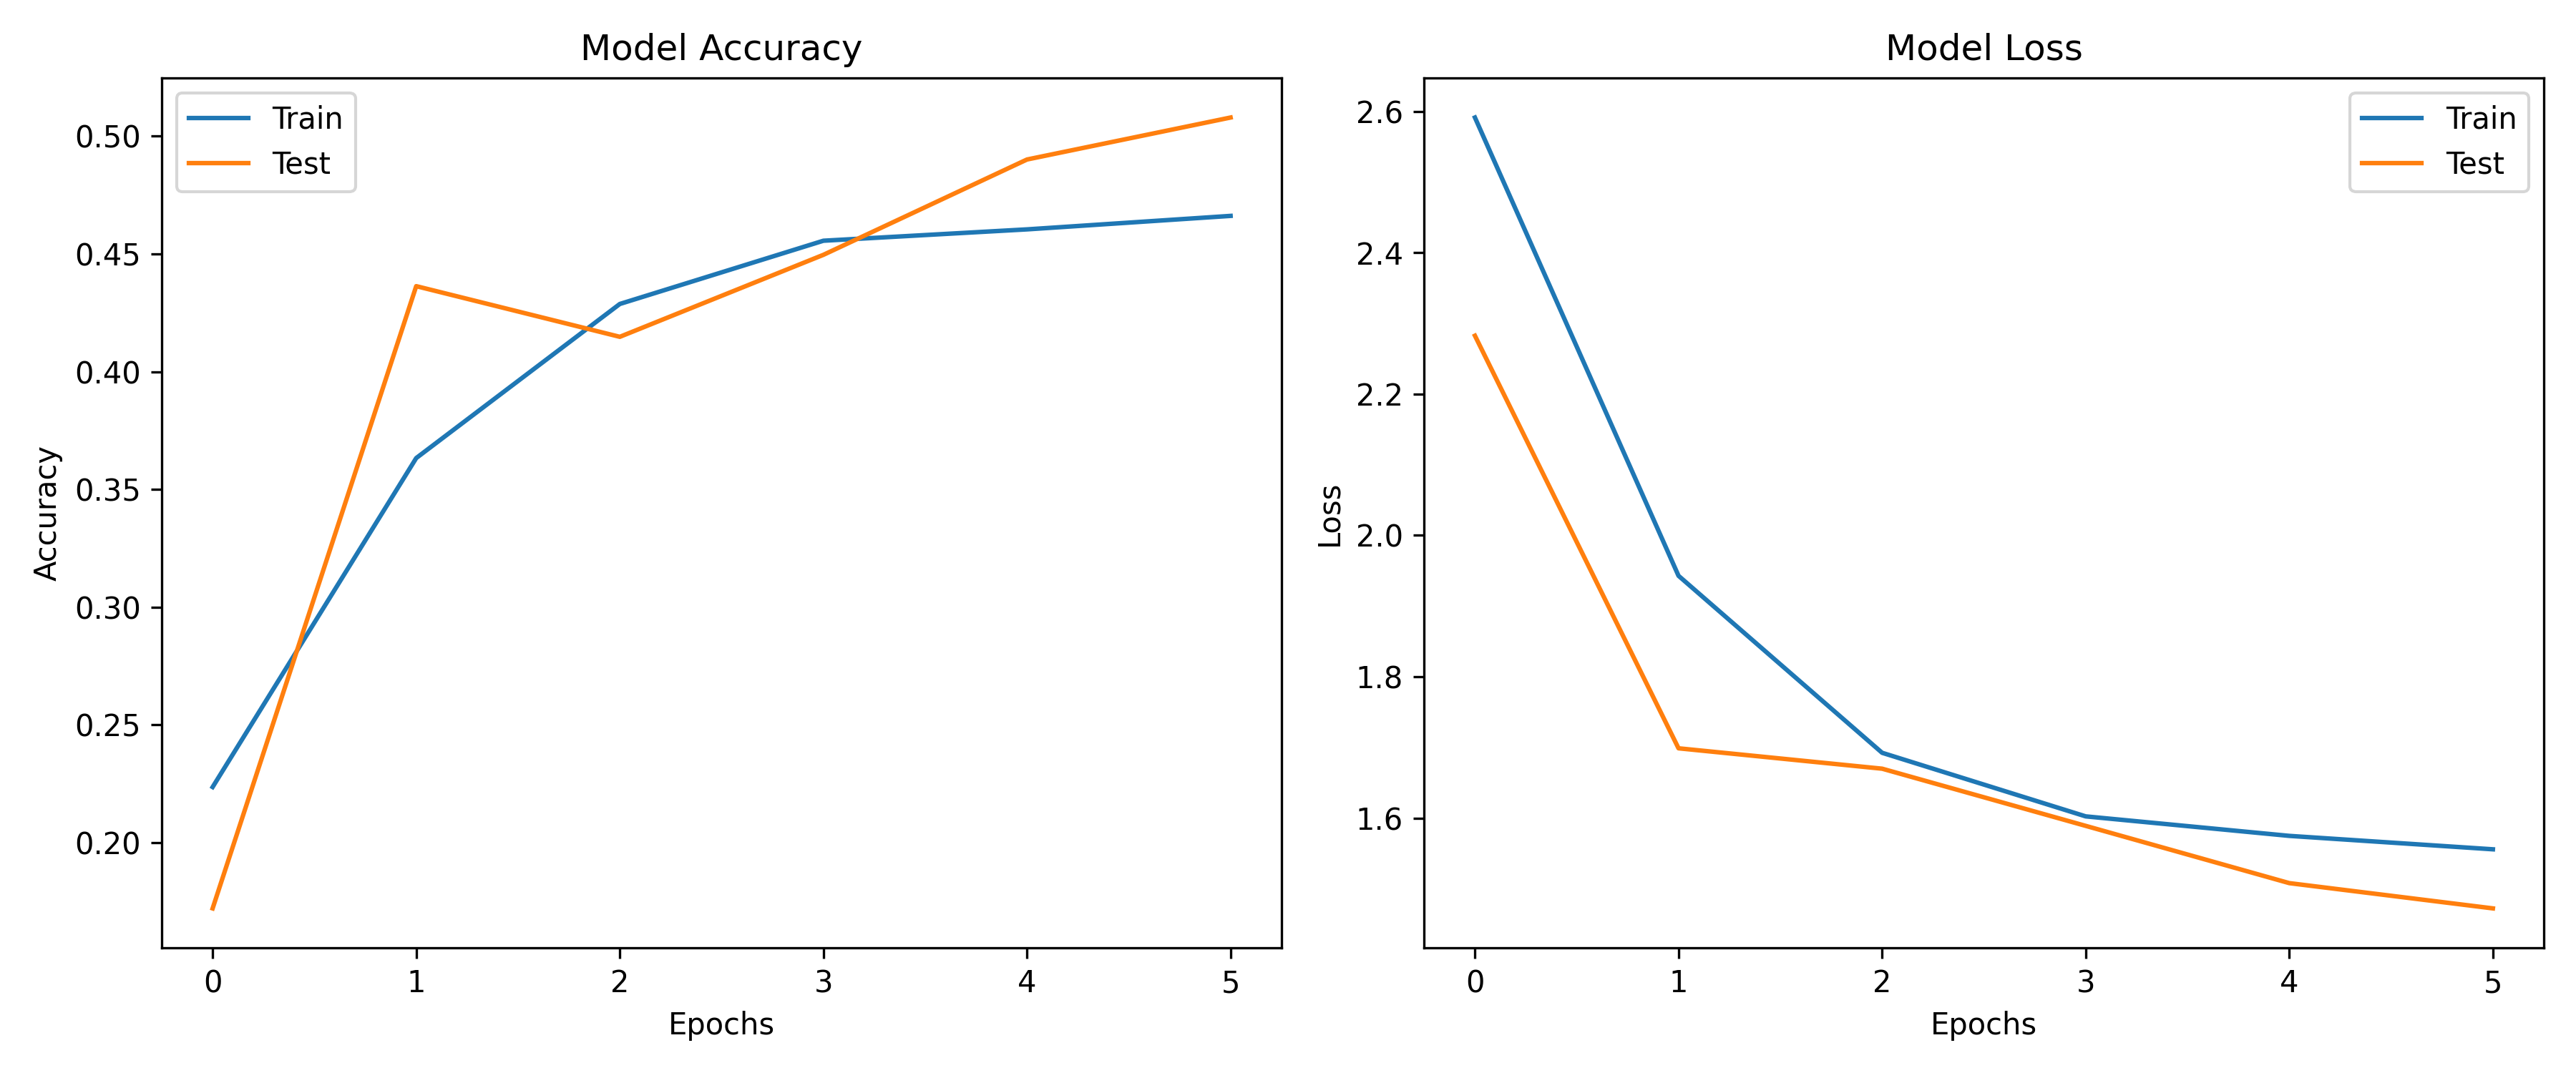 Model Accuracy
Train
Test
0.50
0.45
0.40
0.35
0.30
0.25
0.20
Accuracy
0 1 2 3 4 5
Epochs
Model Loss
Train
Test
2.6
2.4
2.2
2.0
1.8
1.6
Loss
0 1 2 3 4 5
Epochs